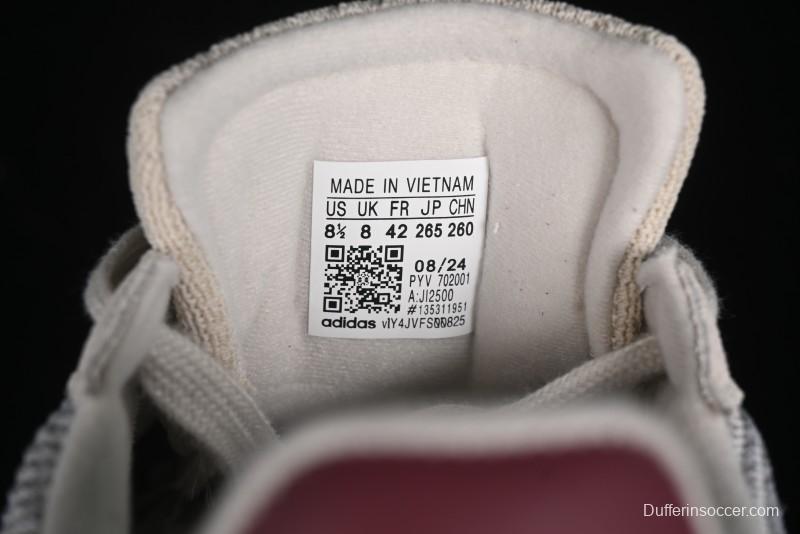 MADE IN VIETNAM
US UK FR JP CHN
8½ 8 42 265 260
08/24
PYV 702001
A:JI2500
#135311951
adidas
Dufferinsoccer.com